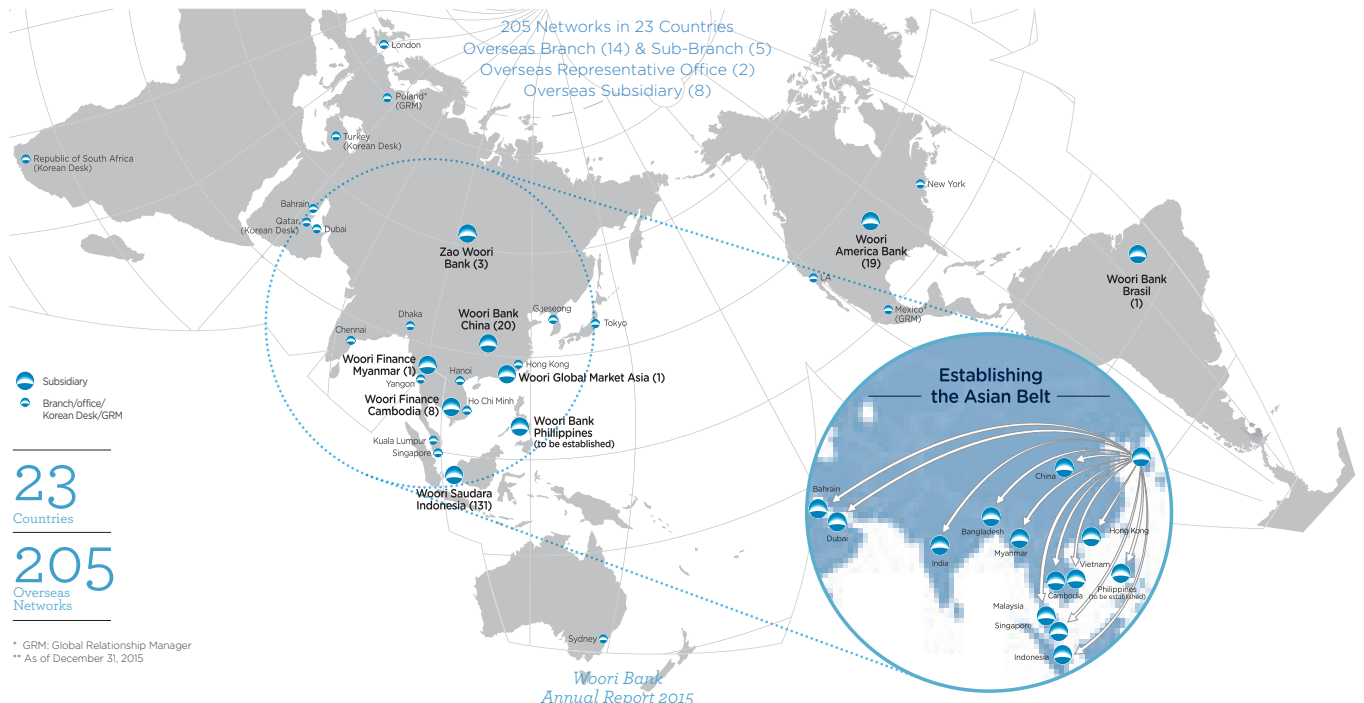 205 Networks in 23 Countries
Overseas Branch (14) & Sub-Branch (5)
Overseas Representative Office (2)
Overseas Subsidiary (8)
London
Poland*
(GRM)
Turkey
(Korean Desk)
Republic of South Africa
(Korean Desk)
Bahrain
Qatar
(Korean Desk)
Dubai
Zao Woori
Bank (3)
Dhaka
Chennai
Woori Bank
China (20)
Gaeseong
Tokyo
Woori Finance
Myanmar (1)
Yangon
Hanoi
Hong Kong
Woori Global Market Asia (1)
Woori Finance
Cambodia (8)
Ho Chi Minh
Woori Bank
Philippines
(to be established)
Kuala Lumpur
Singapore
Woori Saudara
Indonesia (131)
Sydney
New York
Woori
America Bank
(19)
LA
Mexico*
(GRM)
Woori Bank
Brasil
(1)
Subsidiary
Branch/office/
Korean Desk/GRM
23
Countries
205
Overseas
Networks
* GRM: Global Relationship Manager
** As of December 31, 2015
Establishing
the Asian Belt
Bahrain
Dubai
India
Bangladesh
Myanmar
China
Hong Kong
Vietnam
Cambodia
Philippines
(to be established)
Malaysia
Singapore
Indonesia
Woori Bank
Annual Report 2015